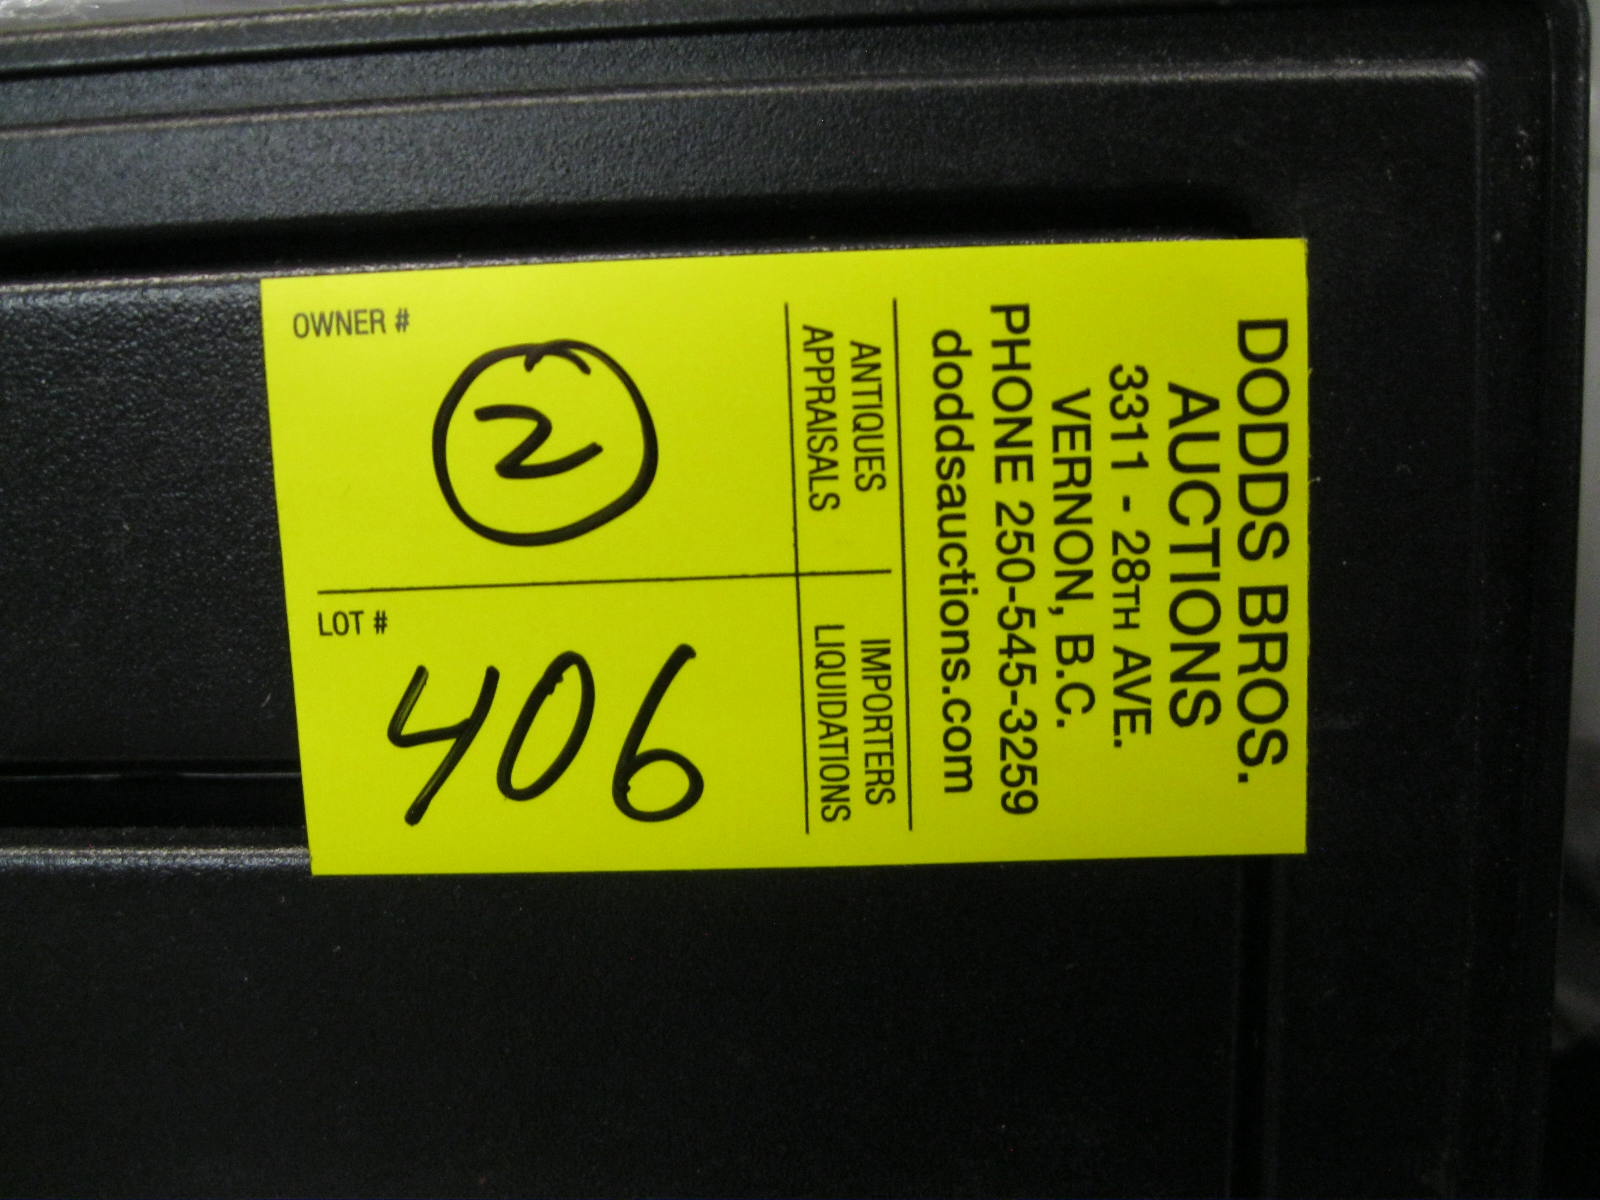 DODDS BROS.
AUCTIONS
3311 - 28TH AVE.
VERNON, B.C.
PHONE 250-545-3259
doddsauctions.com
ANTIQUES IMPORTERS
APPRAISALS LIQUIDATIONS
OWNER #
2
LOT #
406